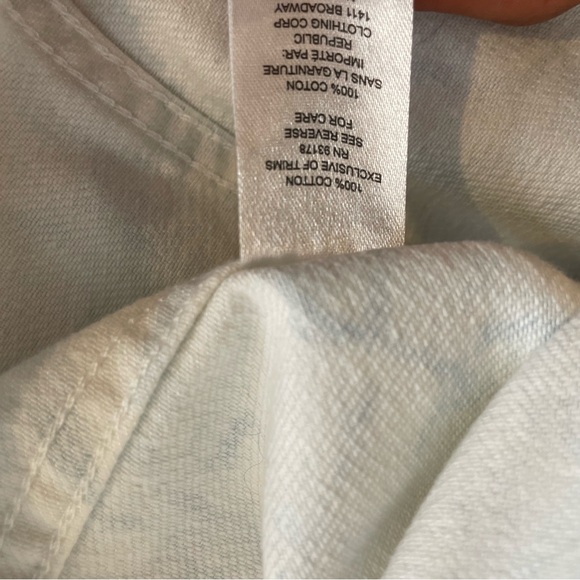 100% COTTON
EXCLUSIVE OF TRIMS
RN 93178
SEE REVERSE
FOR CARE
100% COTON
SANS LA GARNITURE
IMPORTÉ PAR:
REPUBLIC
CLOTHING CORP
1411 BROADWAY